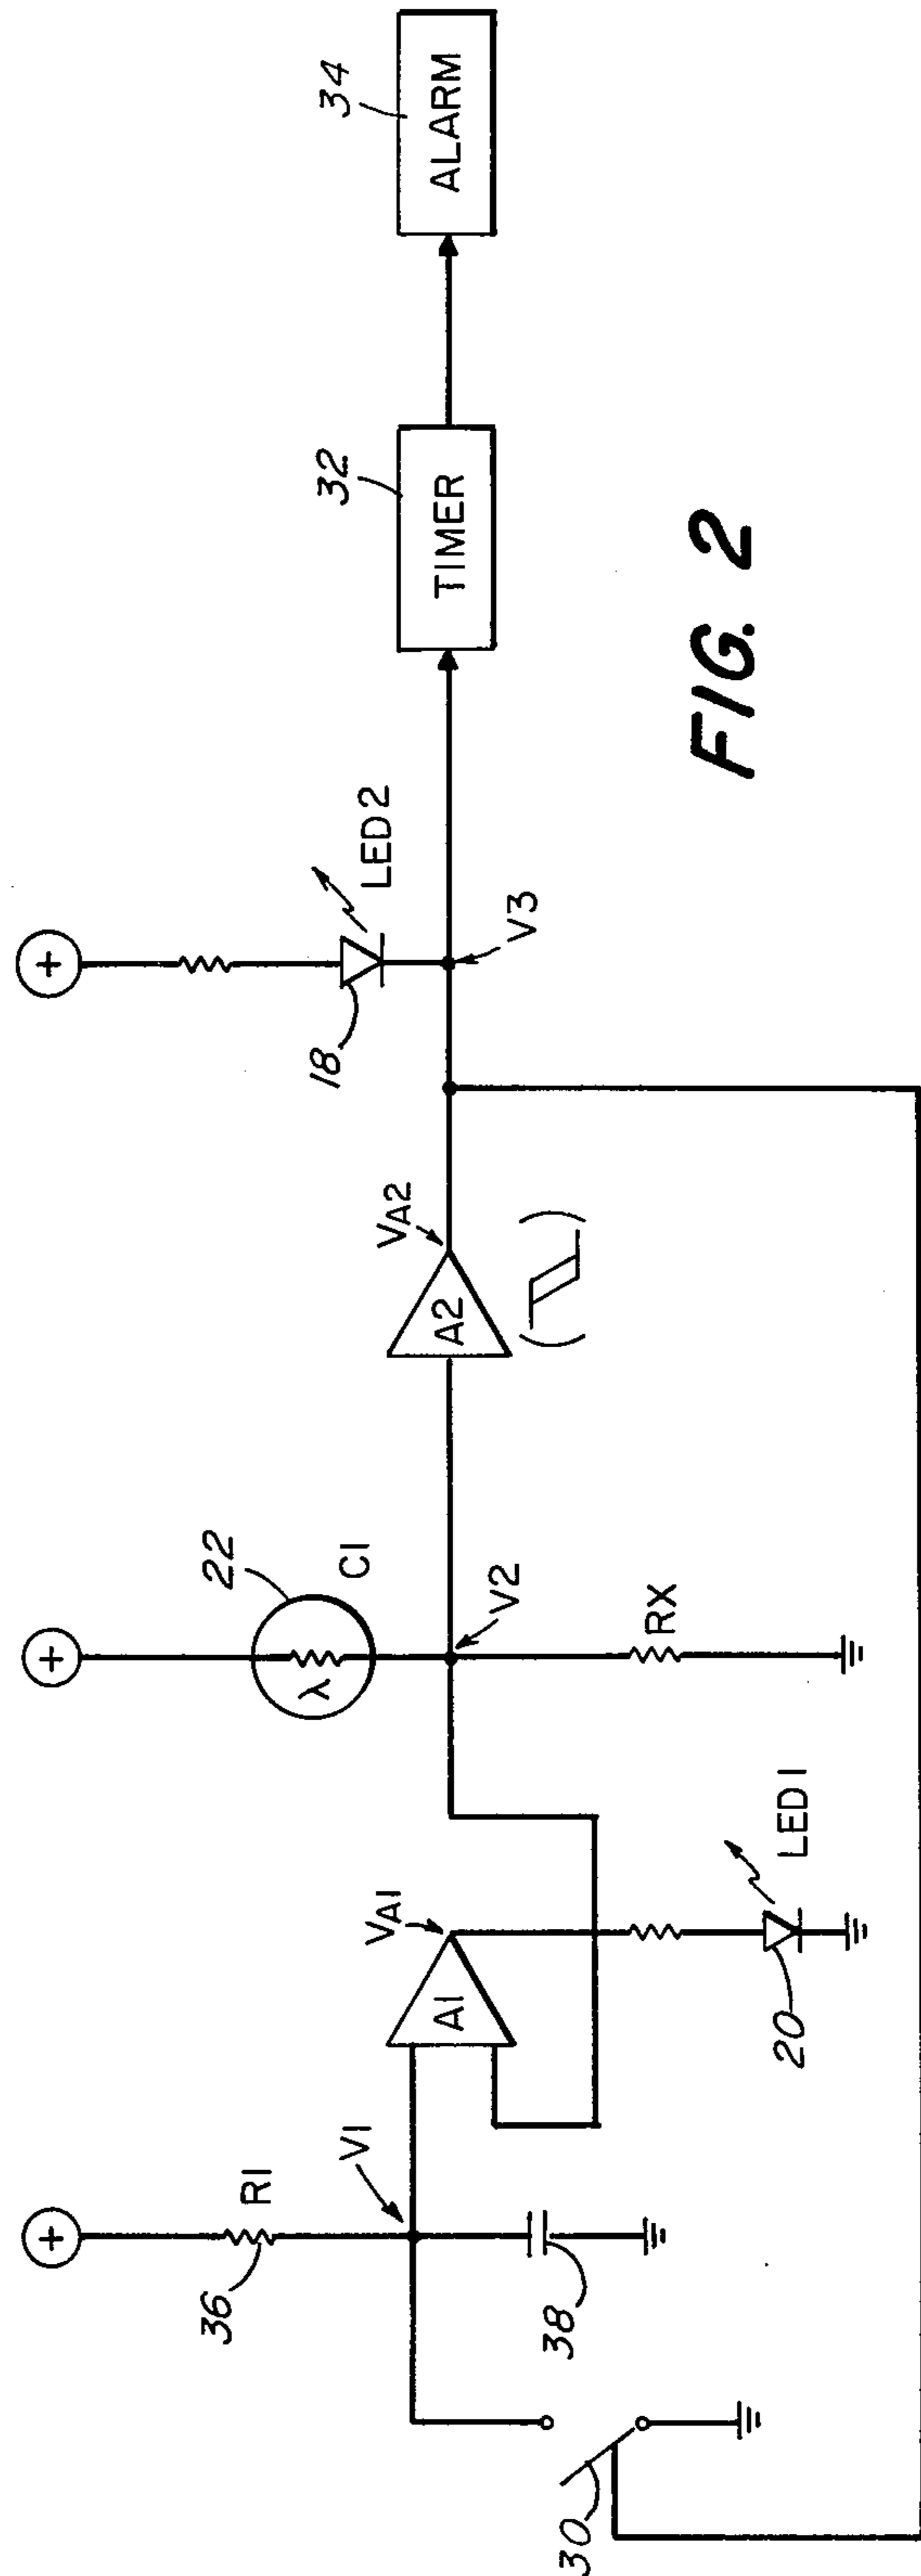 +
+
+
+
34
ALARM
32
TIMER
LED2
18
V3
VA2
A2
22
C1
λ
V2
RX
VA1
A1
LED1
20
V1
R1
36
38
30
FIG. 2